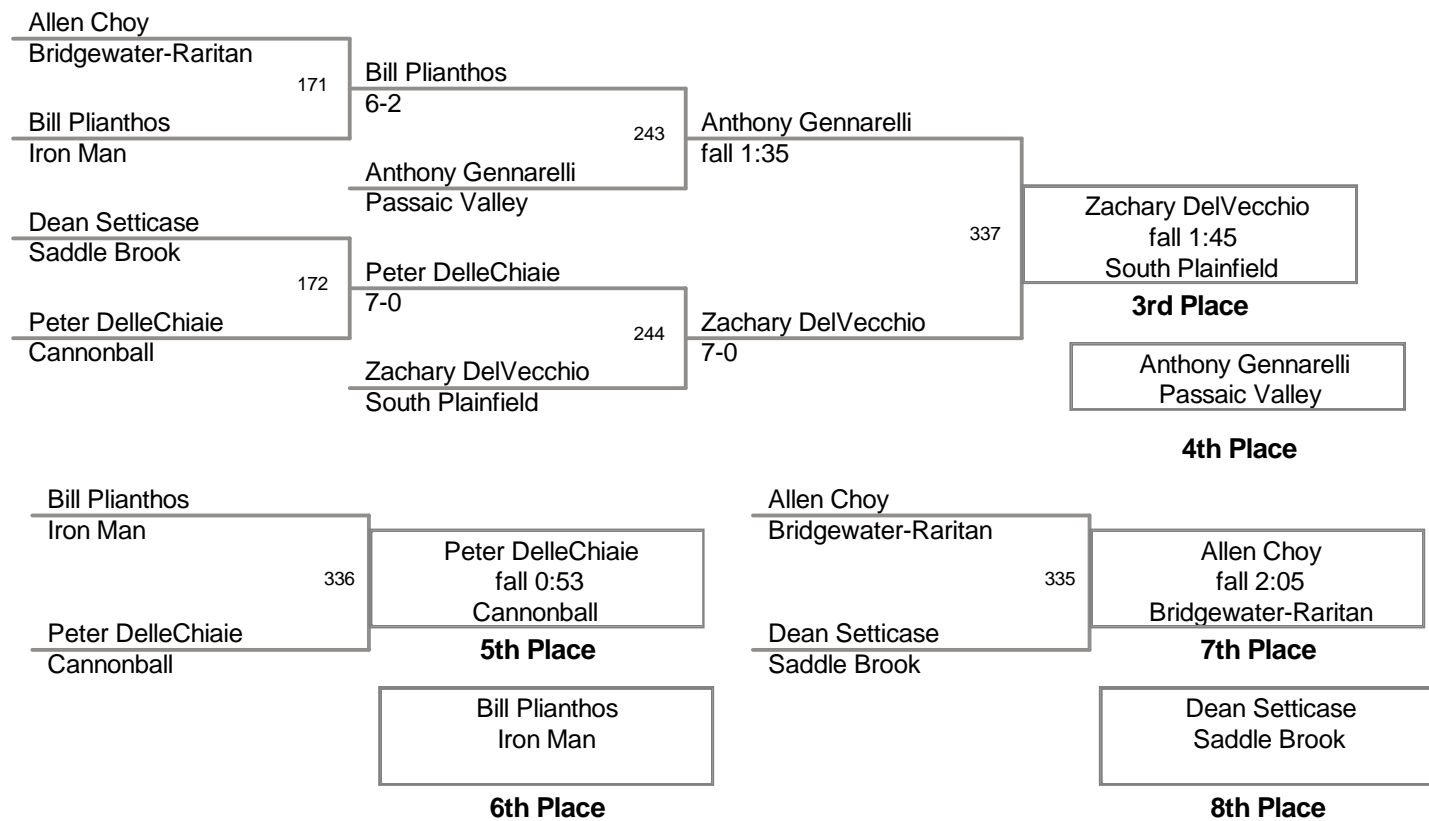 Allen Choy
Bridgewater-Raritan
171
Bill Plianthos
6-2
Bill Plianthos
Iron Man
243
Anthony Gennarelli
fall 1:35
Anthony Gennarelli
Passaic Valley
Dean Setticase
Saddle Brook
172
Peter DelleChiaie
7-0
Peter DelleChiaie
Cannonball
244
Zachary DelVecchio
7-0
Zachary DelVecchio
South Plainfield
337
Zachary DelVecchio
fall 1:45
South Plainfield
3rd Place
Anthony Gennarelli
Passaic Valley
4th Place
Bill Plianthos
Iron Man
336
Peter DelleChiaie
Cannonball
Peter DelleChiaie
fall 0:53
Cannonball
5th Place
Bill Plianthos
Iron Man
6th Place
Allen Choy
Bridgewater-Raritan
335
Dean Setticase
Saddle Brook
Allen Choy
fall 2:05
Bridgewater-Raritan
7th Place
Dean Setticase
Saddle Brook
8th Place